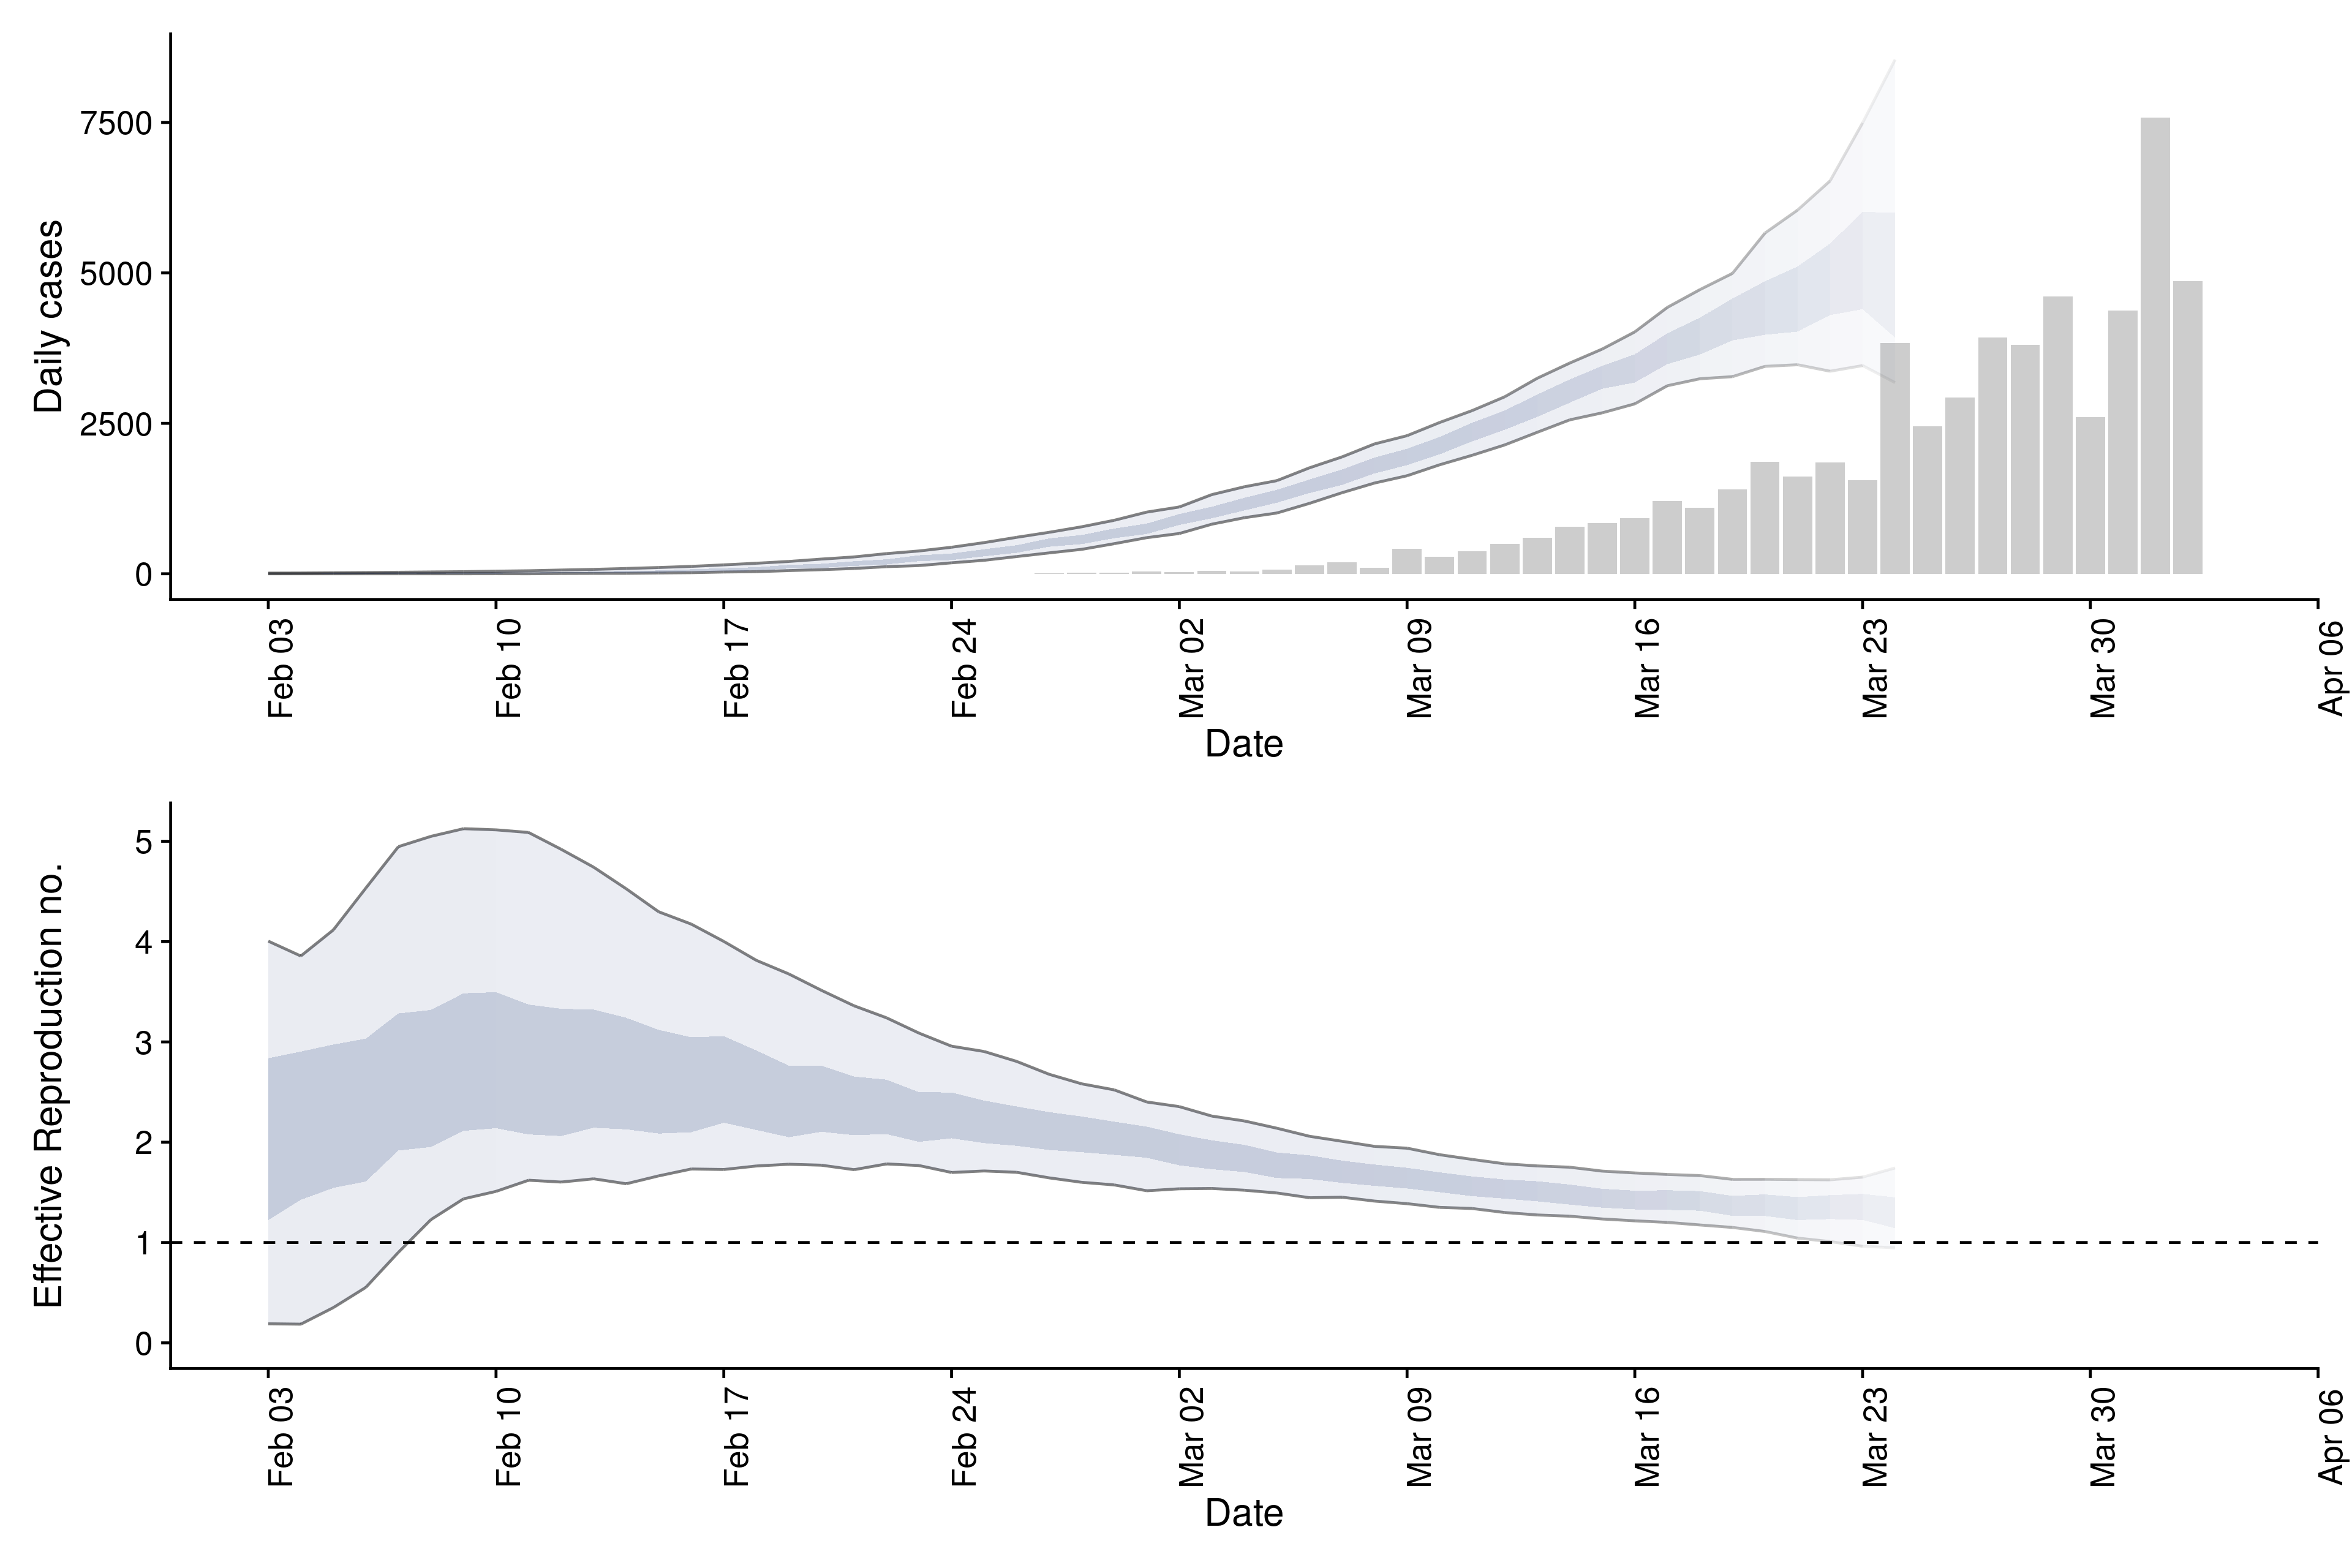 Daily cases
7500
5000
2500
0
Feb 03
Feb 10
Feb 17
Feb 24
Mar 02
Mar 09
Mar 16
Mar 23
Mar 30
Apr 06
Date
Effective Reproduction no.
5
4
3
2
1
0
Feb 03
Feb 10
Feb 17
Feb 24
Mar 02
Mar 09
Mar 16
Mar 23
Mar 30
Apr 06
Date